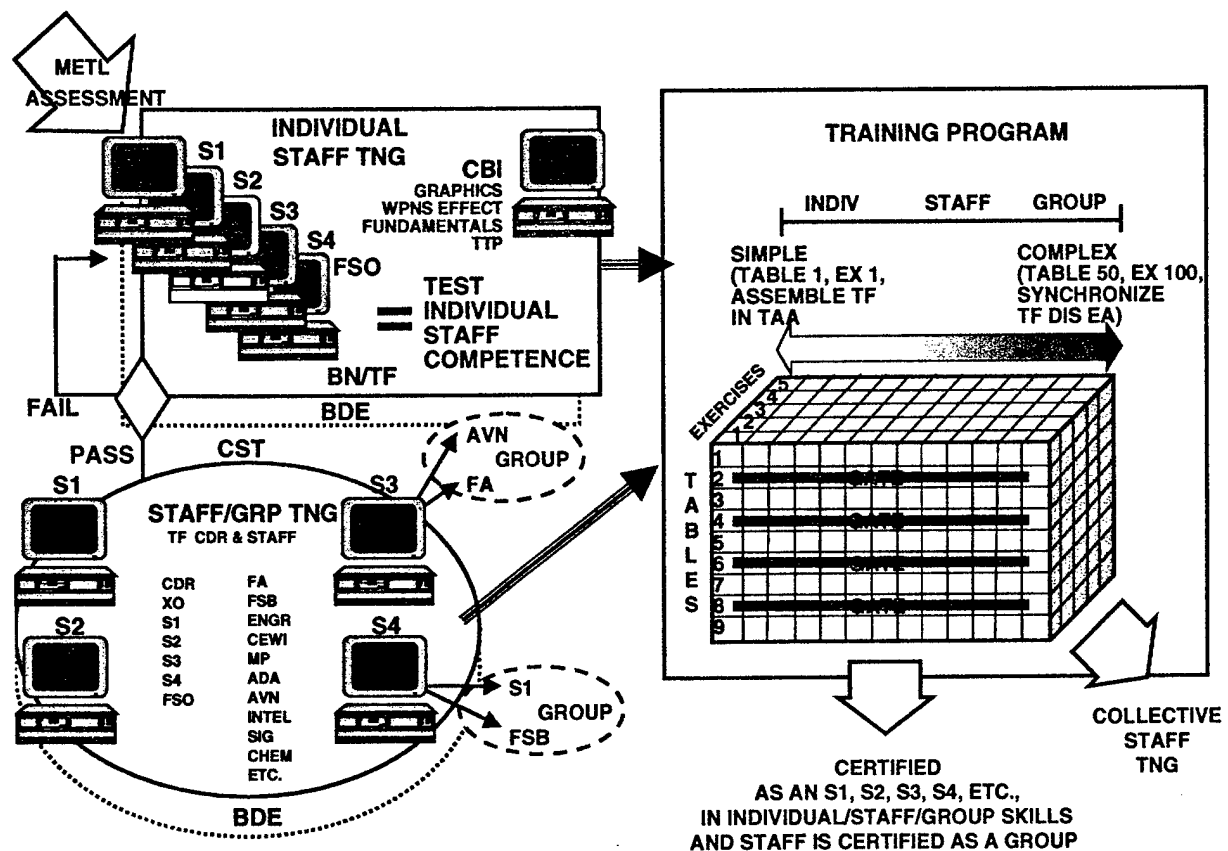 METL
ASSESSMENT
INDIVIDUAL
STAFF TNG
S1
S2
S3
S4
FSO
CBI
GRAPHICS
WPNS EFFECT
FUNDAMENTALS
TTP
TEST
INDIVIDUAL
STAFF
COMPETENCE
BN/TF
BDE
FAIL
PASS
CST
S1
S2
S3
S4
STAFF/GRP TNG
TF CDR & STAFF
CDR
XO
S1
S2
S3
S4
FSO
FA
FSB
ENGR
CEWI
MP
ADA
AVN
INTEL
SIG
CHEM
ETC.
AVN
GROUP
FA
S1
GROUP
FSB
BDE
TRAINING PROGRAM
INDIV STAFF GROUP
SIMPLE
(TABLE 1, EX 1,
ASSEMBLE TF
IN TAA
COMPLEX
(TABLE 50, EX 100,
SYNCHRONIZE
TF DIS EA)
EXERCISES
1 2 3 4 5
TABLES
1
2 GATE
3
4 GATE
5
6 GATE
7
8 GATE
9
COLLECTIVE
STAFF
TNG
CERTIFIED
AS AN S1, S2, S3, S4, ETC.,
IN INDIVIDUAL/STAFF/GROUP SKILLS
AND STAFF IS CERTIFIED AS A GROUP